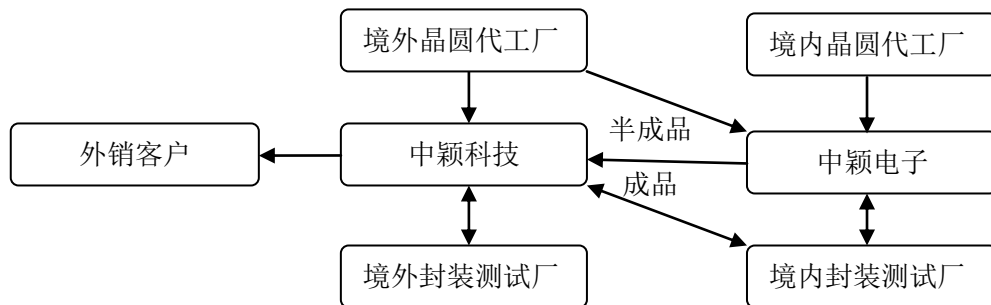 境外晶圆代工厂
境内晶圆代工厂
半成品
外销客户
中颖科技
中颖电子
成品
境外封装测试厂
境内封装测试厂